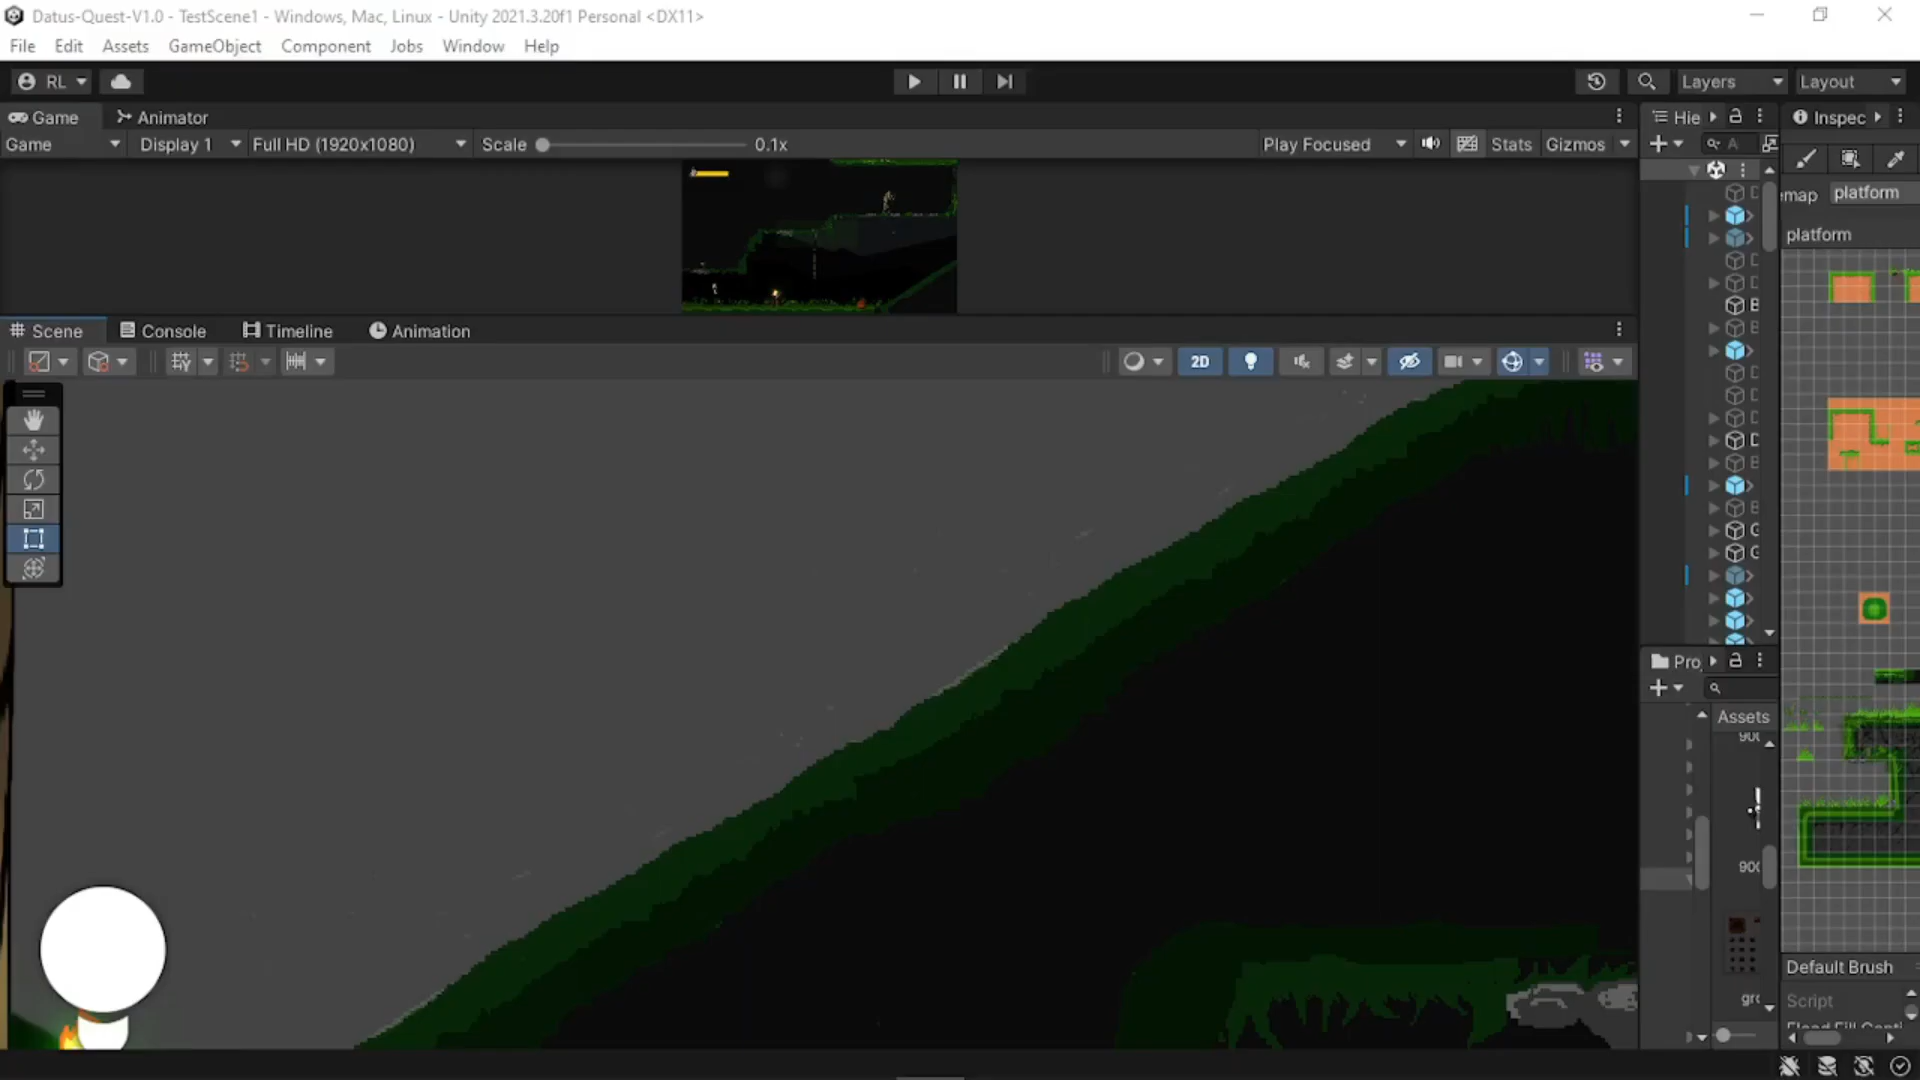 Datus-Quest-V1.0 - TestScene1 - Windows, Mac, Linux - Unity 2021.3.20f1 Personal <DX11>
File Edit Assets GameObject Component Jobs Window Help
RL Layers Layout
Game Animator Hie Inspec
Game Display 1 Full HD (1920x1080) Scale 0.1x Play Focused Stats Gizmos
platform
platform
Scene Console Timeline Animation
2D
Pro
Assets
900
Default Brush
Script